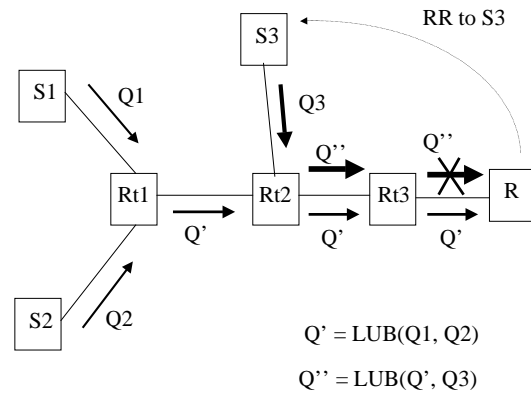 S3
RR to S3
S1
Q1
Q3
Q''
Q''
Rt1
Rt2
Rt3
R
Q'
Q'
Q'
S2
Q2
Q' = LUB(Q1, Q2)
Q'' = LUB(Q', Q3)